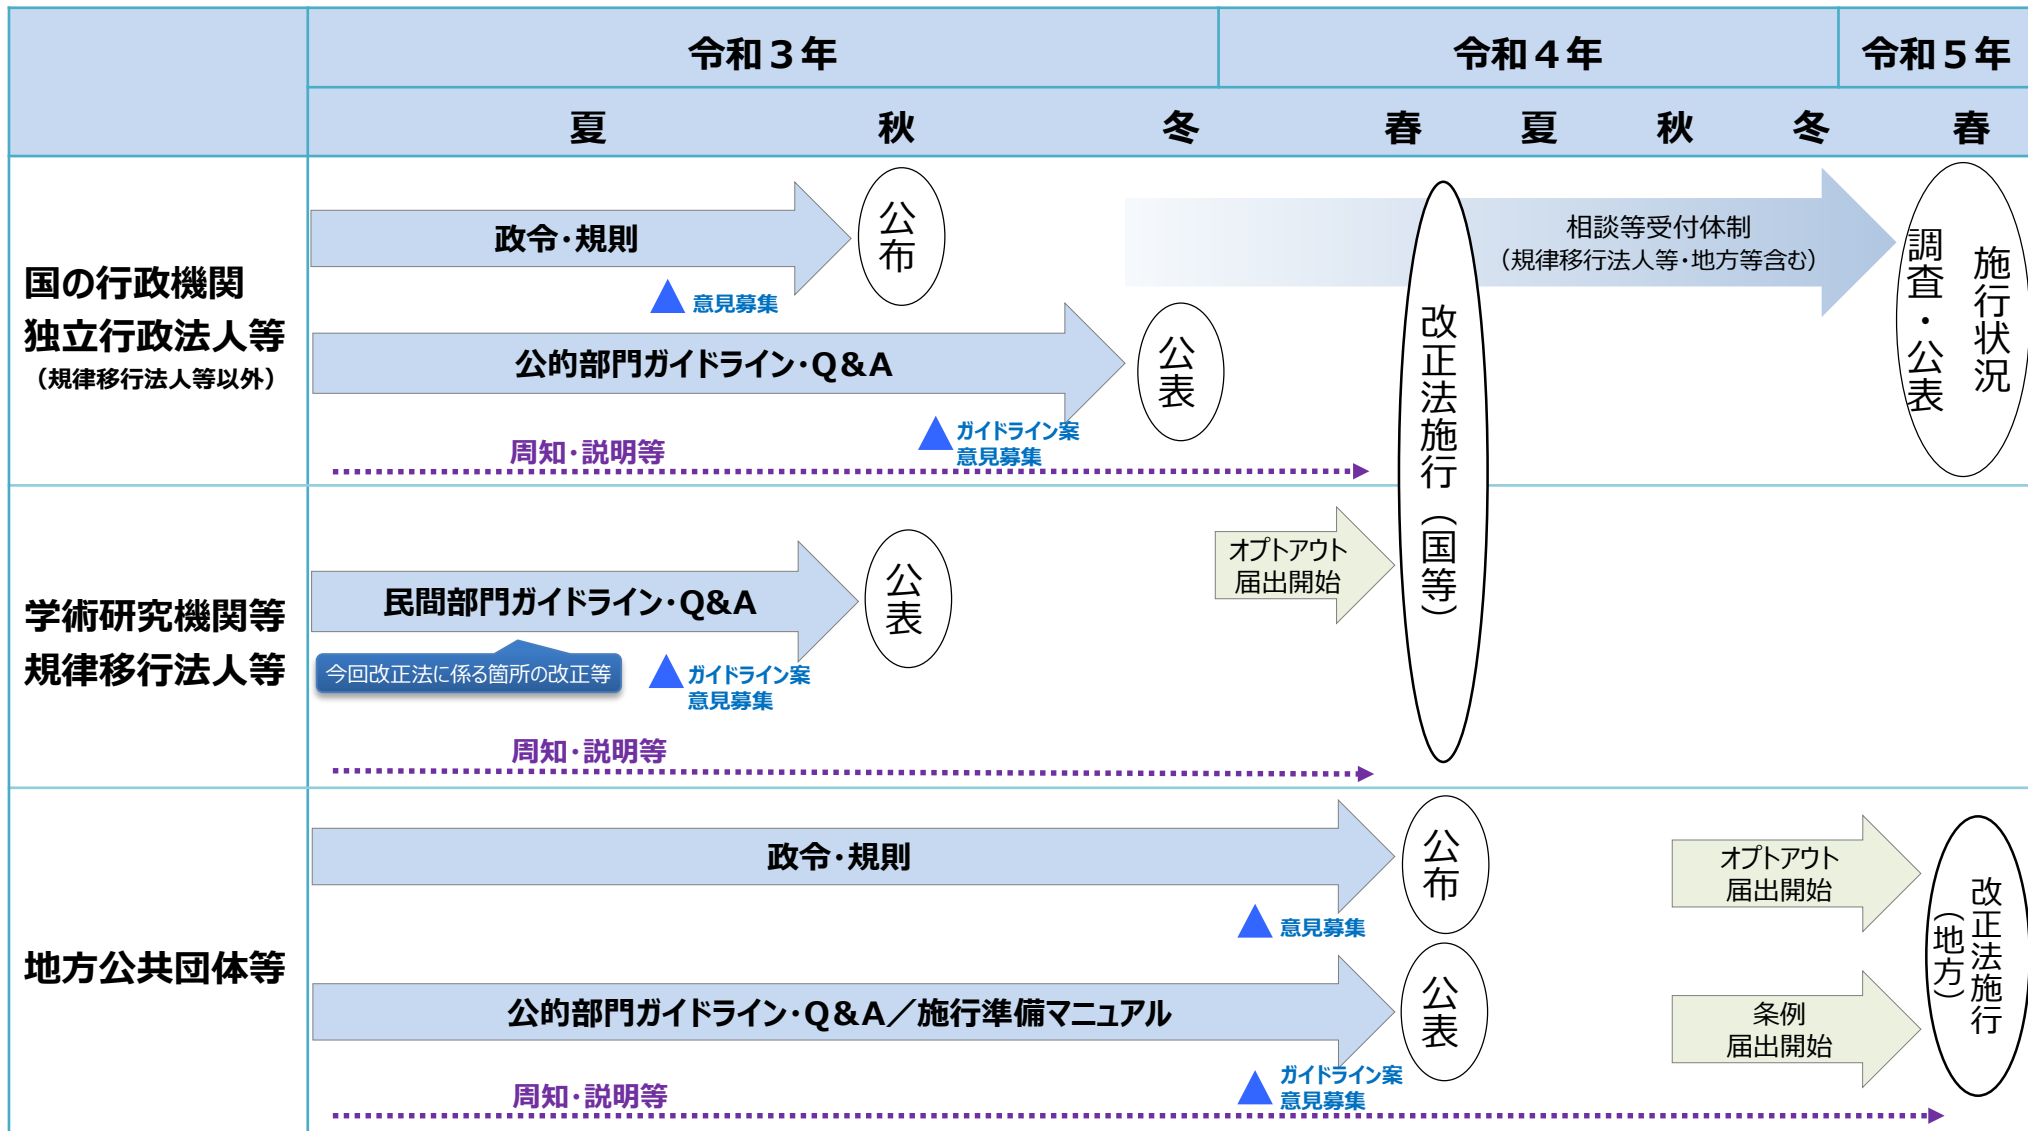 令和３年
令和４年
令和５年
夏
秋
冬
春
夏
秋
冬
春
国の行政機関
独立行政法人等
（規律移行法人等以外）
政令・規則
意見募集
公布
公的部門ガイドライン・Q&A
ガイドライン案
意見募集
公表
周知・説明等
相談等受付体制
（規律移行法人等・地方等含む）
施行状況
調査・公表
改正法施行（国等）
学術研究機関等
規律移行法人等
民間部門ガイドライン・Q&A
今回改正法に係る箇所の改正等
ガイドライン案
意見募集
公表
オプトアウト
届出開始
周知・説明等
地方公共団体等
政令・規則
意見募集
公布
オプトアウト
届出開始
公的部門ガイドライン・Q&A／施行準備マニュアル
ガイドライン案
意見募集
公表
条例
届出開始
改正法施行
（地方）
周知・説明等